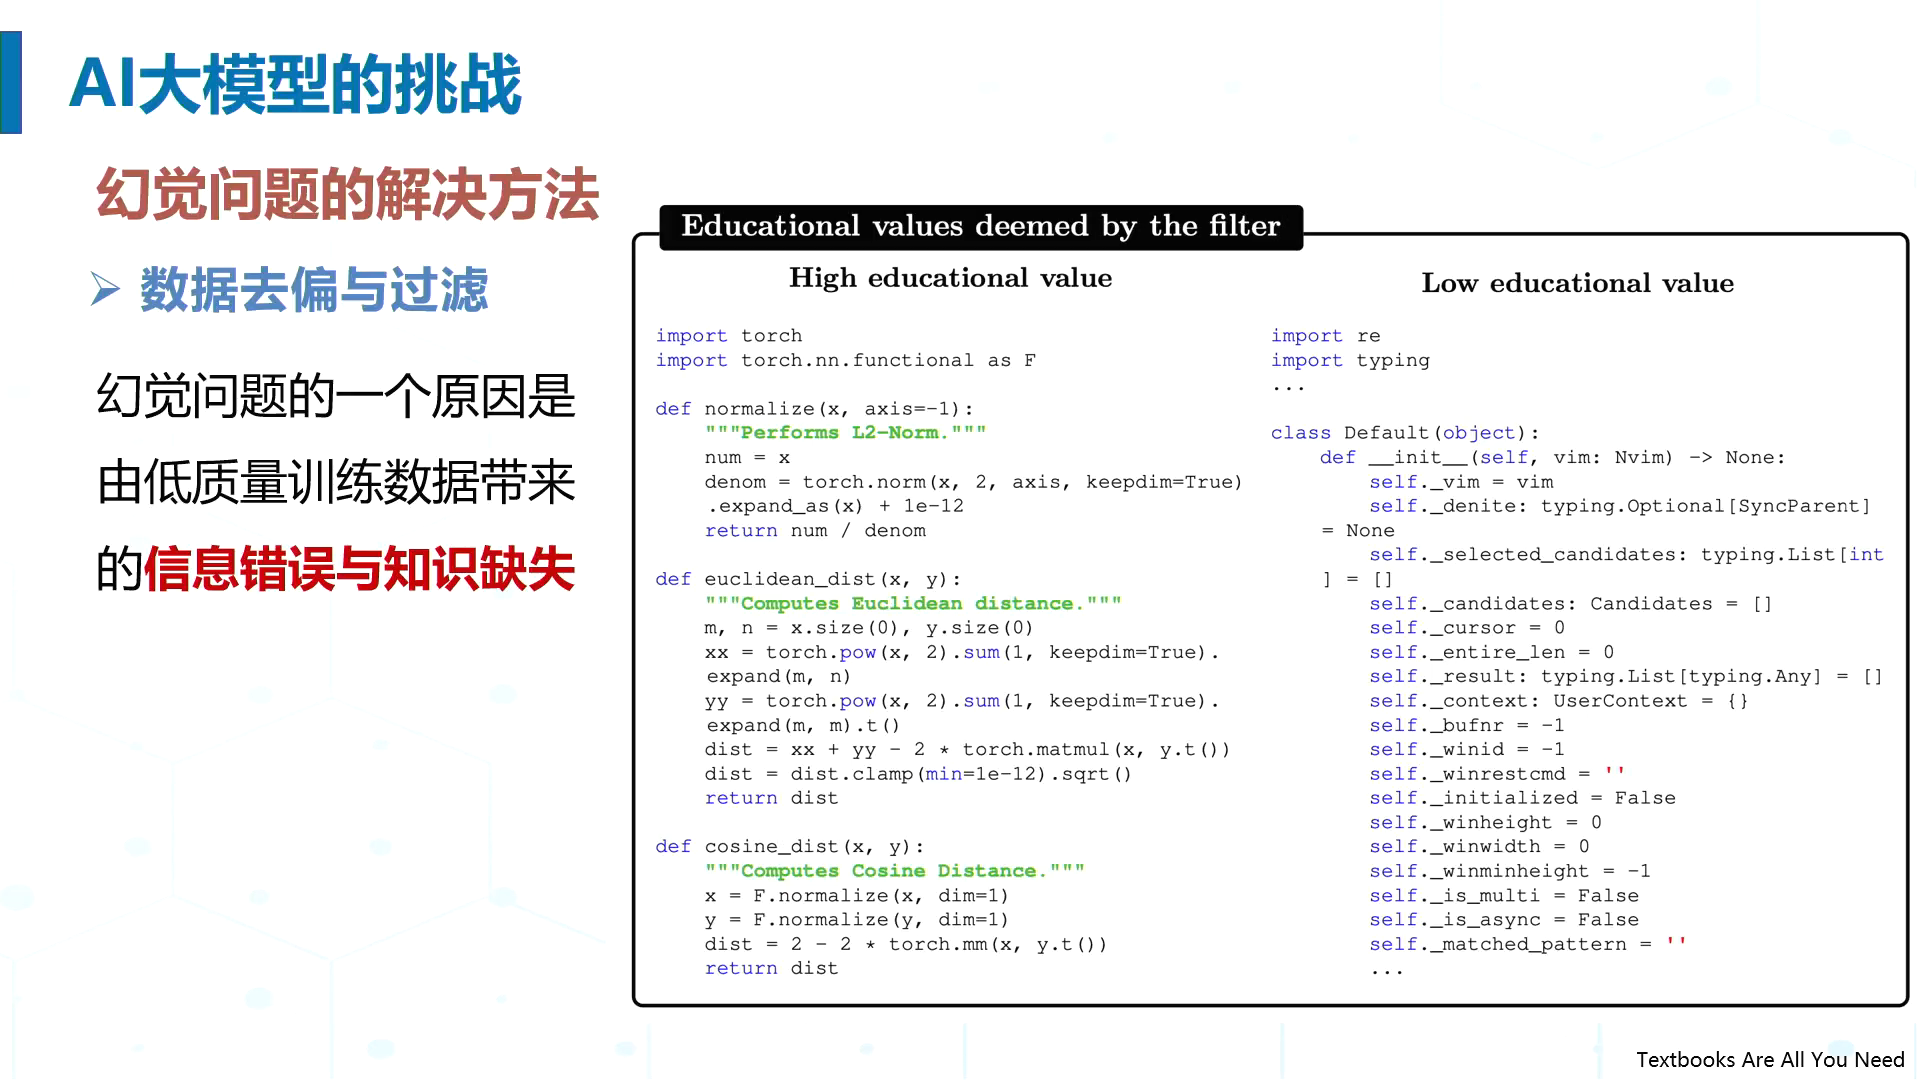 AI大模型的挑战
幻觉问题的解决方法
➢ 数据去偏与过滤
幻觉问题的一个原因是
由低质量训练数据带来
的信息错误与知识缺失
Educational values deemed by the filter
High educational value
import torch
import torch.nn.functional as F
def normalize(x, axis=-1):
"""Performs L2-Norm."""
num = x
denom = torch.norm(x, 2, axis, keepdim=True)
.expand_as(x) + 1e-12
return num / denom
def euclidean_dist(x, y):
"""Computes Euclidean distance."""
m, n = x.size(0), y.size(0)
xx = torch.pow(x, 2).sum(1, keepdim=True).
expand(m, n)
yy = torch.pow(x, 2).sum(1, keepdim=True).
expand(m, m).t()
dist = xx + yy - 2 * torch.matmul(x, y.t())
dist = dist.clamp(min=1e-12).sqrt()
return dist
def cosine_dist(x, y):
"""Computes Cosine Distance."""
x = F.normalize(x, dim=1)
y = F.normalize(y, dim=1)
dist = 2 - 2 * torch.mm(x, y.t())
return dist
Low educational value
import re
import typing
...
class Default(object):
def __init__(self, vim: Nvim) -> None:
self._vim = vim
self._denite: typing.Optional[SyncParent]
= None
self._selected_candidates: typing.List[int
] = []
self._candidates: Candidates = []
self._cursor = 0
self._entire_len = 0
self._result: typing.List[typing.Any] = []
self._context: UserContext = {}
self._bufnr = -1
self._winid = -1
self._winrestcmd = ''
self._initialized = False
self._winheight = 0
self._winwidth = 0
self._winminheight = -1
self._is_multi = False
self._is_async = False
self._matched_pattern = ''
...
Textbooks Are All You Need